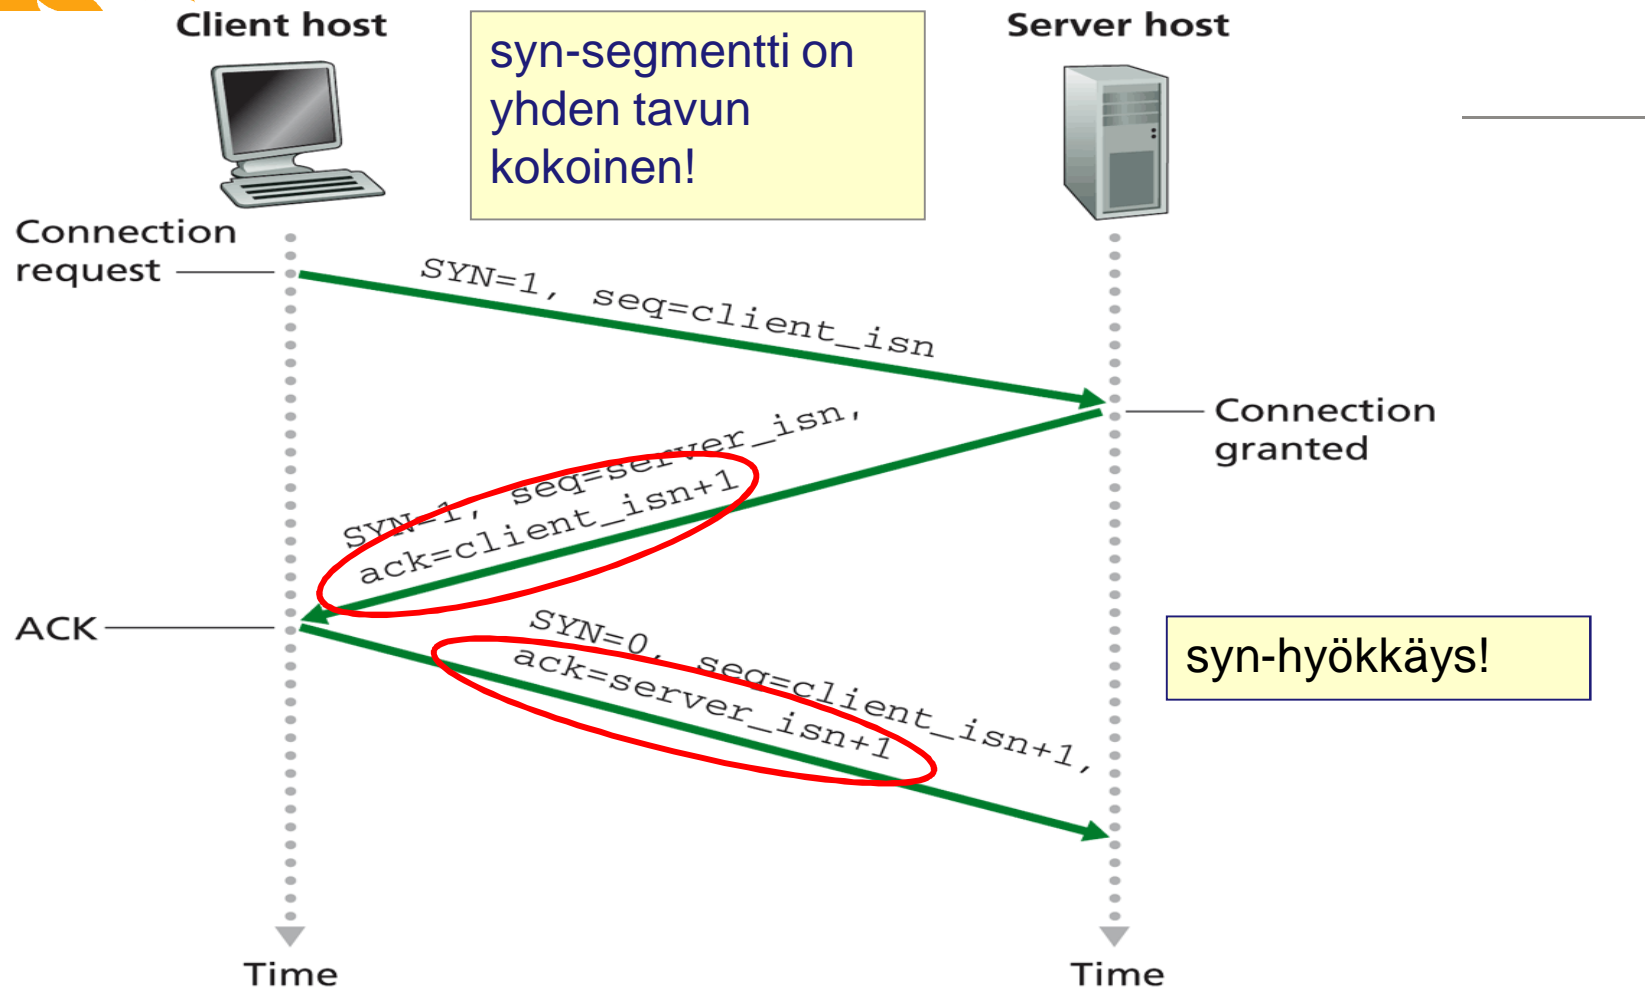 Client host
syn-segmentti on
yhden tavun
kokoinen!
Server host
Connection
request
SYN=1, seq=client_isn
Connection
granted
SYN=1, seq=server_isn,
ack=client_isn+1
ACK
SYN=0, seq=client_isn+1,
ack=server_isn+1
syn-hyökkäys!
Time
Time